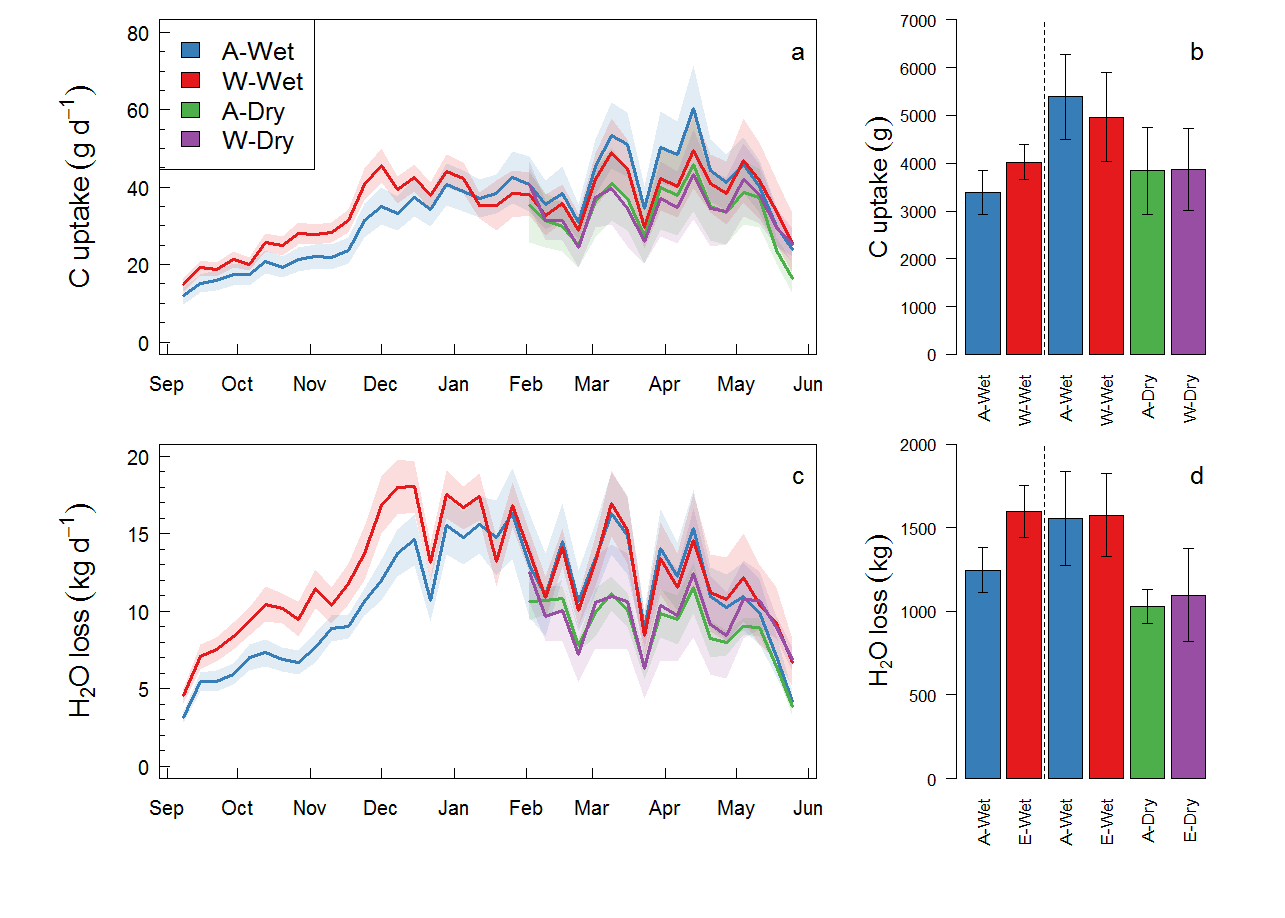 a
80
60
40
20
0
C uptake (g d⁻¹)
A-Wet
W-Wet
A-Dry
W-Dry
Sep Oct Nov Dec Jan Feb Mar Apr May Jun
b
7000
6000
5000
4000
3000
2000
1000
0
C uptake (g)
A-Wet W-Wet A-Wet W-Wet A-Dry W-Dry
c
20
15
10
5
0
H₂O loss (kg d⁻¹)
Sep Oct Nov Dec Jan Feb Mar Apr May Jun
d
2000
1500
1000
500
0
H₂O loss (kg)
A-Wet E-Wet A-Wet E-Wet A-Dry E-Dry